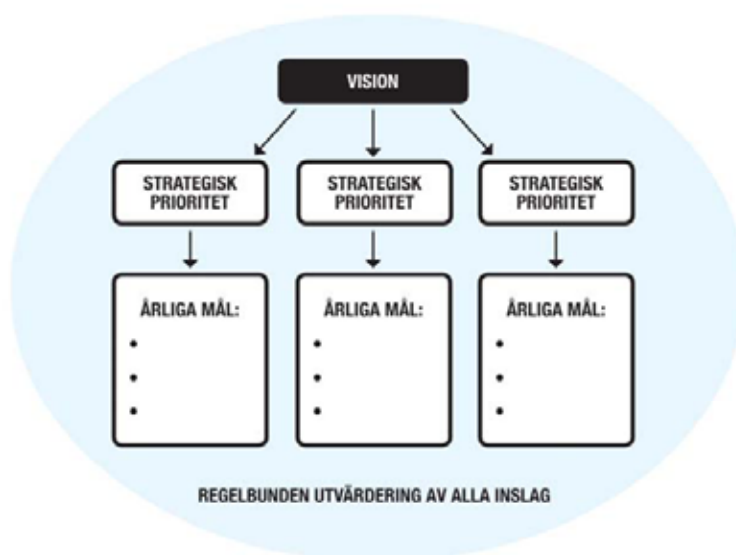 VISION
STRATEGISK
PRIORITET
STRATEGISK
PRIORITET
STRATEGISK
PRIORITET
ÅRLIGA MÅL:
•
•
•
ÅRLIGA MÅL:
•
•
•
ÅRLIGA MÅL:
•
•
•
REGELBUNDEN UTVÄRDERING AV ALLA INSLAG